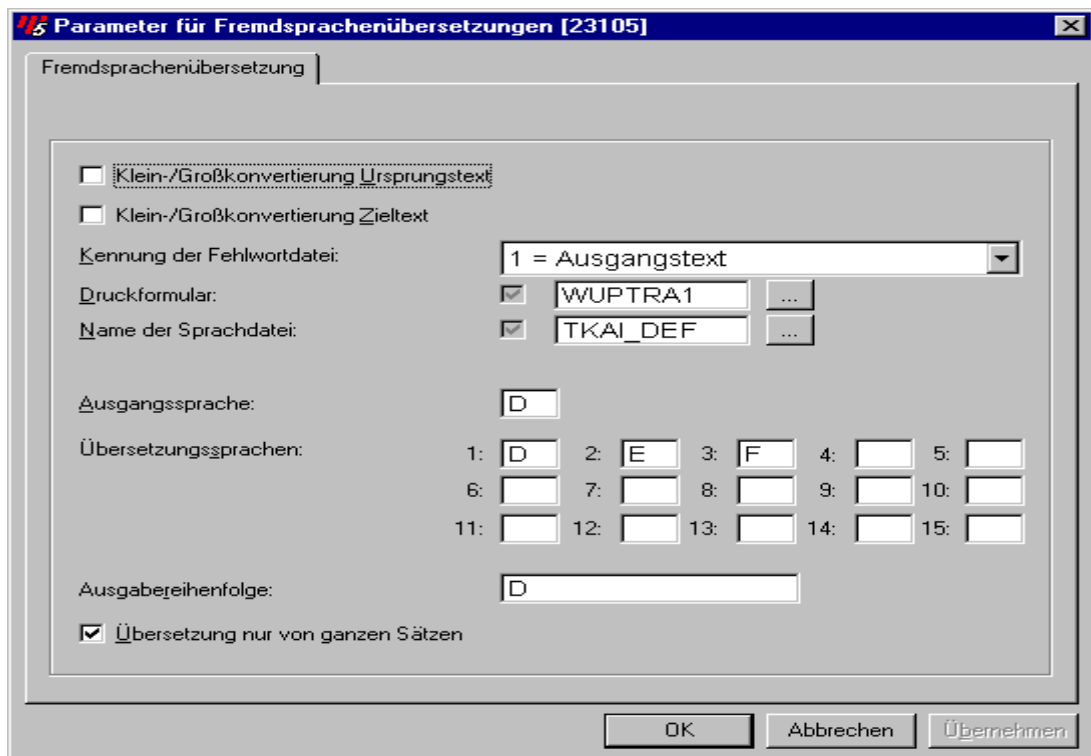 Parameter für Fremdsprachenübersetzungen [23105]
Fremdsprachenübersetzung
Klein-/Großkonvertierung Ursprungstext
Klein-/Großkonvertierung Zieltext
Kennung der Fehlwortdatei: 1 = Ausgangstext
Druckformular: WUPTRA1 ...
Name der Sprachdatei: TKAI_DEF ...
Ausgangssprache: D
Übersetzungssprachen: 1: D 2: E 3: F 4: 5:
6: 7: 8: 9: 10:
11: 12: 13: 14: 15:
Ausgabereihenfolge: D
Übersetzung nur von ganzen Sätzen
OK Abbrechen Übernehmen